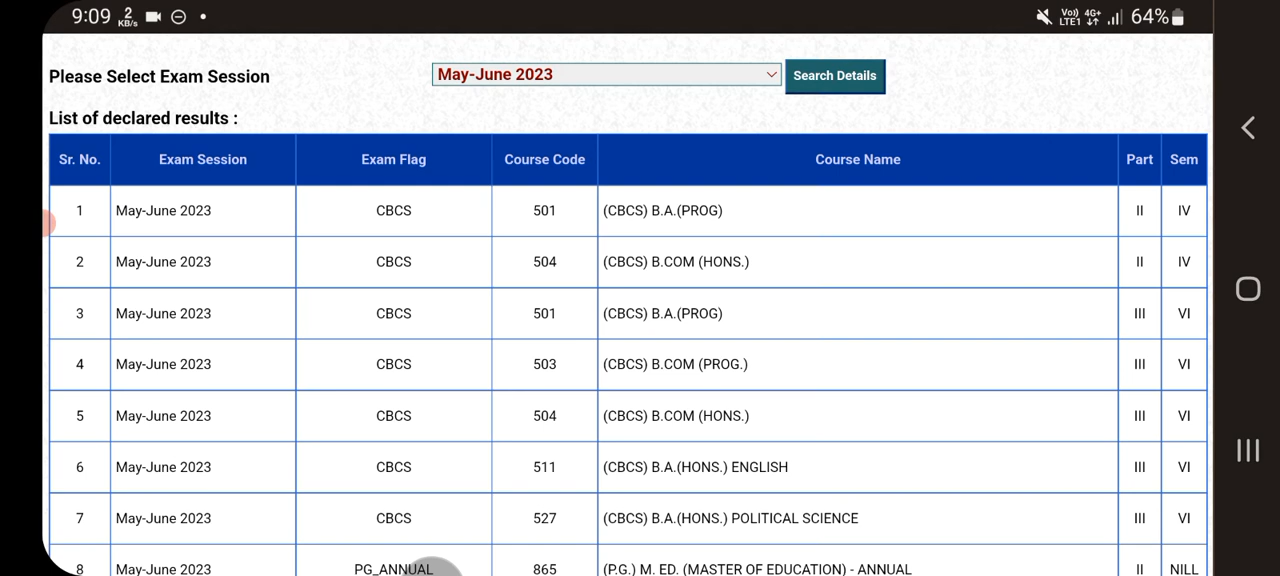 9:09 2 KB/s Vo)) LTE1 4G+ 64%
Please Select Exam Session May-June 2023 Search Details
List of declared results :
Sr. No. Exam Session Exam Flag Course Code Course Name Part Sem
1 May-June 2023 CBCS 501 (CBCS) B.A.(PROG) II IV
2 May-June 2023 CBCS 504 (CBCS) B.COM (HONS.) II IV
3 May-June 2023 CBCS 501 (CBCS) B.A.(PROG) III VI
4 May-June 2023 CBCS 503 (CBCS) B.COM (PROG.) III VI
5 May-June 2023 CBCS 504 (CBCS) B.COM (HONS.) III VI
6 May-June 2023 CBCS 511 (CBCS) B.A.(HONS.) ENGLISH III VI
7 May-June 2023 CBCS 527 (CBCS) B.A.(HONS.) POLITICAL SCIENCE III VI
8 May-June 2023 PG_ANNUAL 865 (P.G.) M. ED. (MASTER OF EDUCATION) - ANNUAL II NILL